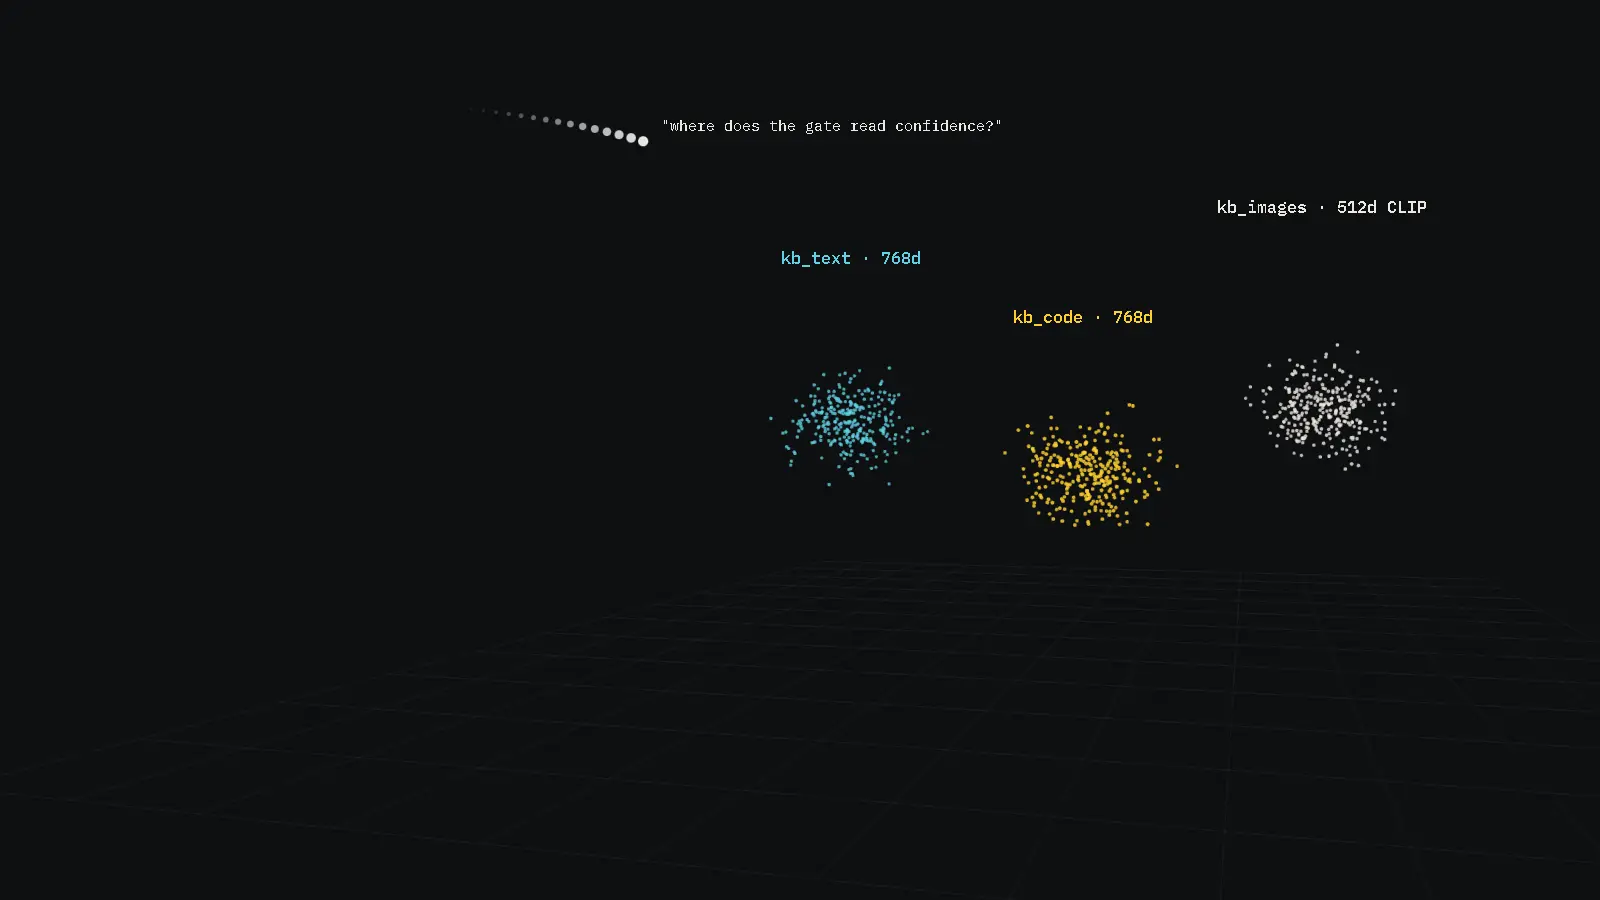 "where does the gate read confidence?"
kb_images · 512d CLIP
kb_text · 768d
kb_code · 768d